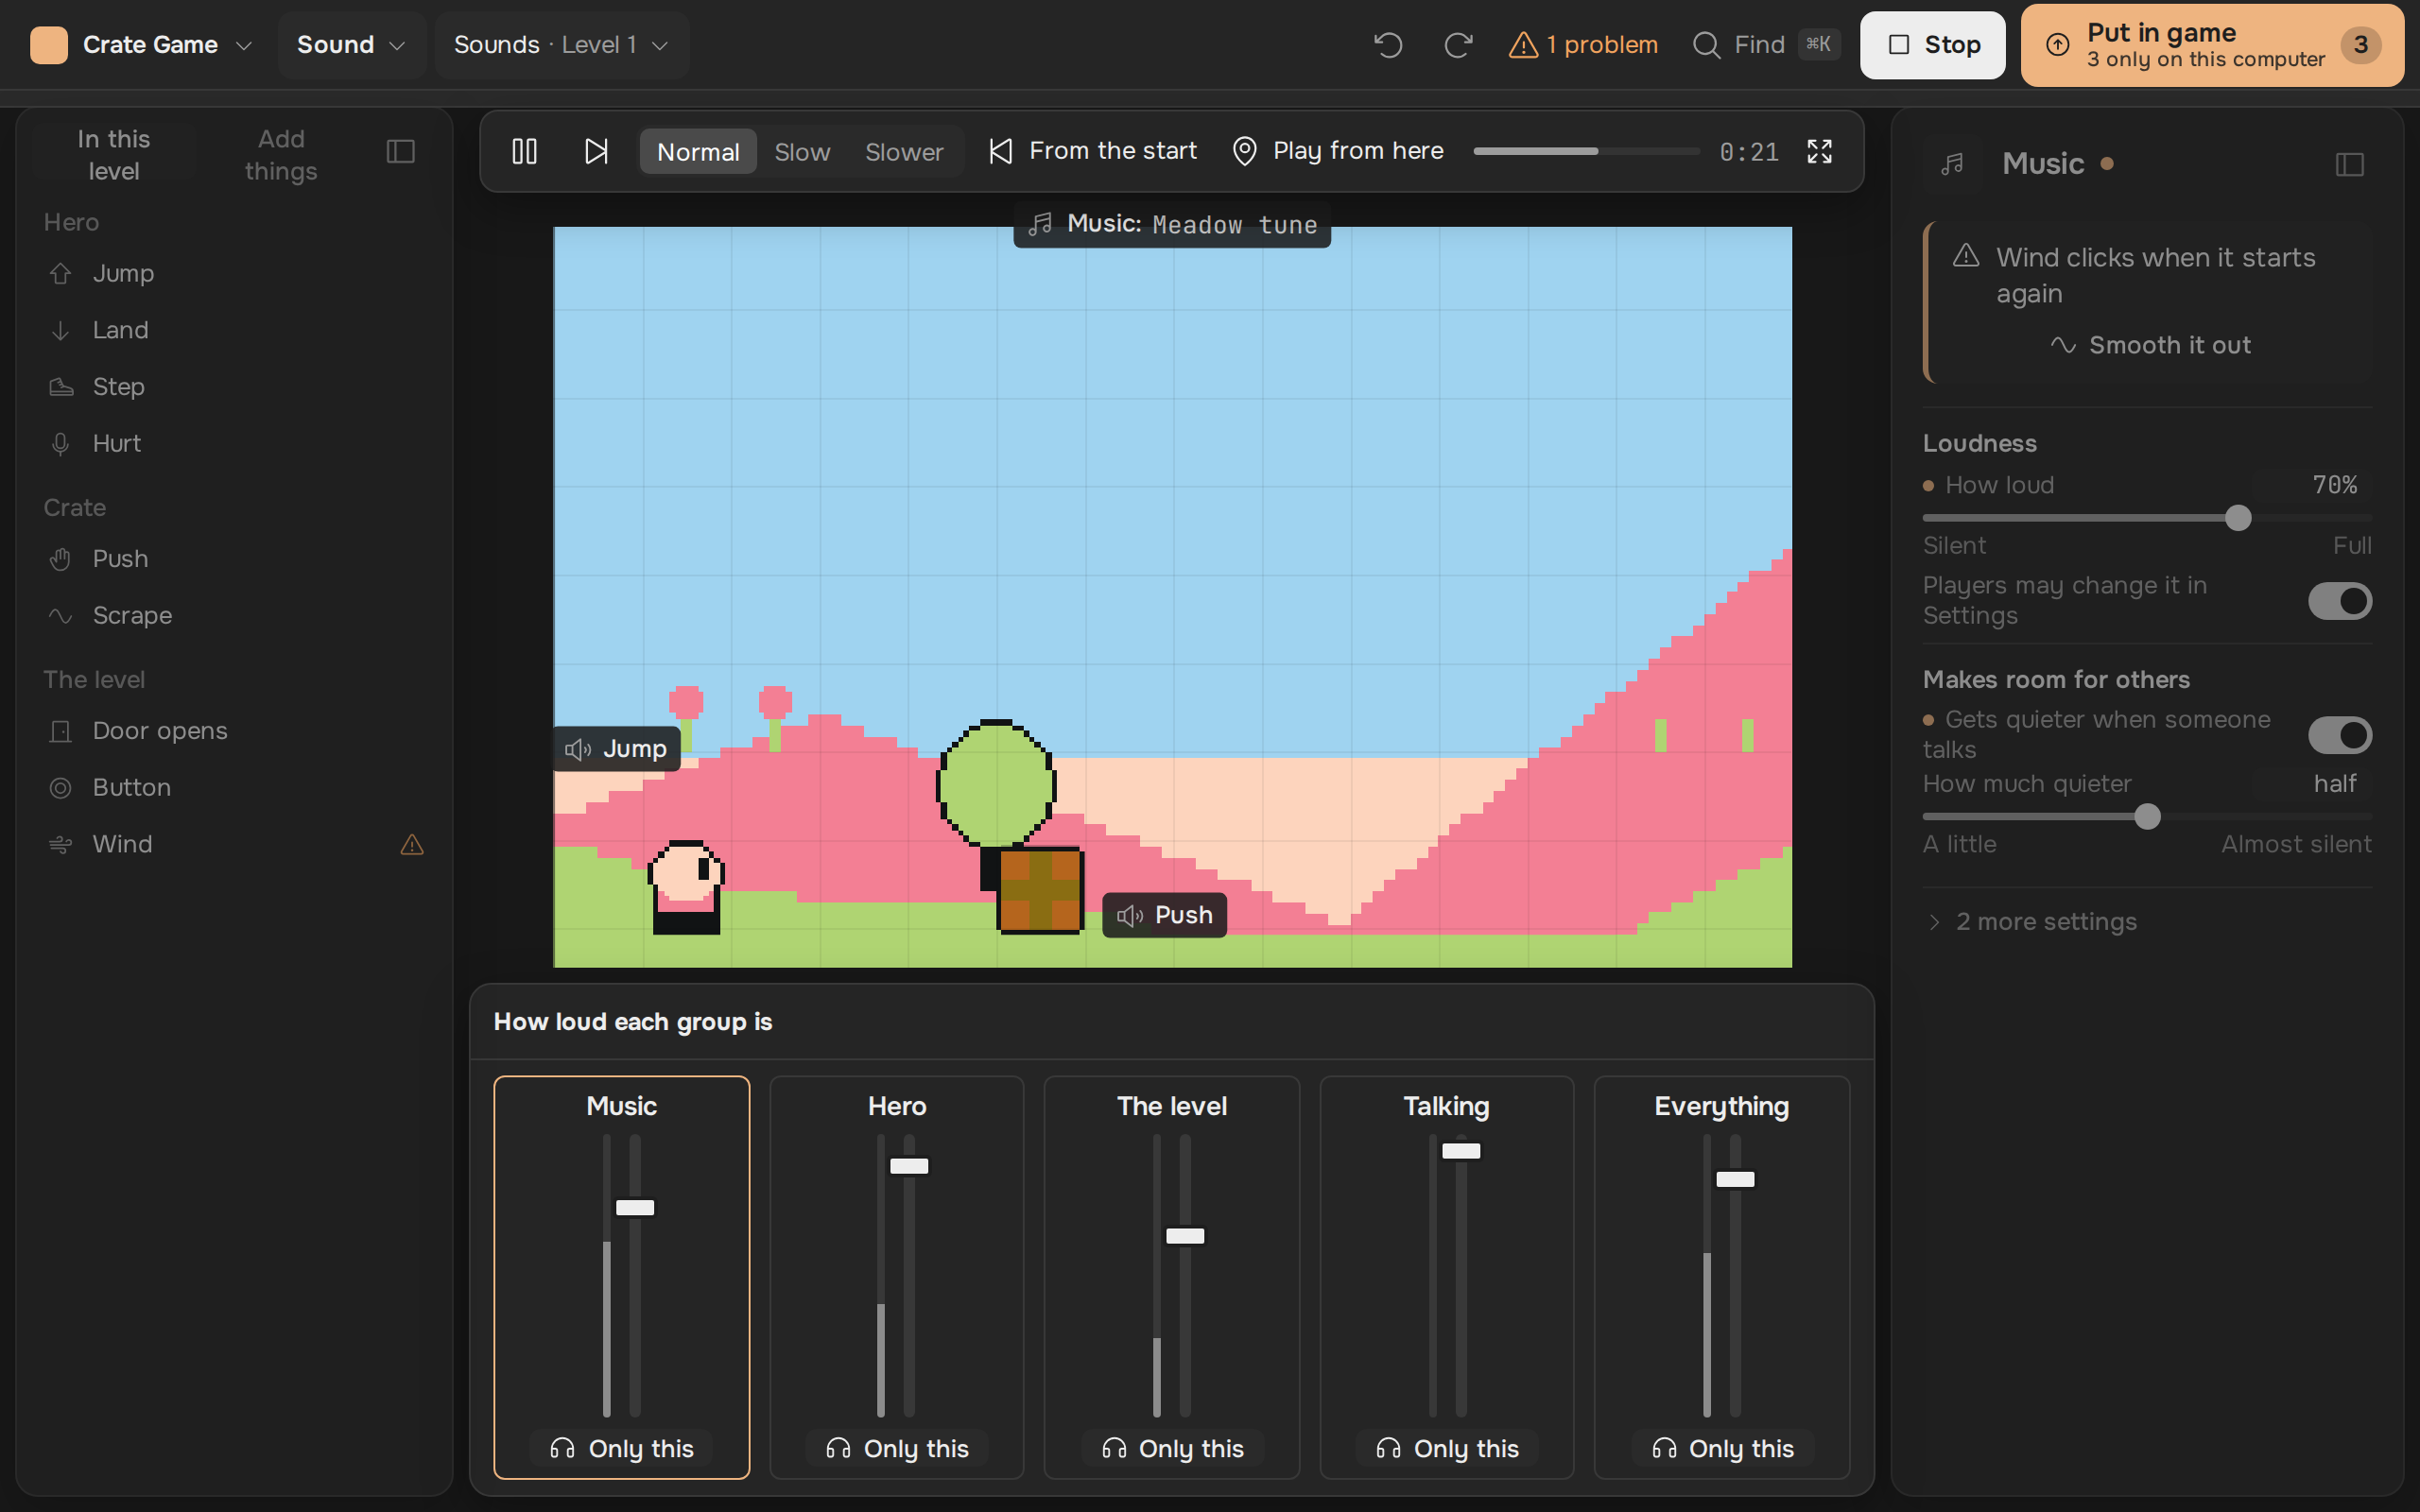 Crate Game
Sound
Sounds · Level 1
1 problem
Find ⌘K
Stop
Put in game
3 only on this computer
3
In this level
Add things
Hero
Jump
Land
Step
Hurt
Crate
Push
Scrape
The level
Door opens
Button
Wind
Normal
Slow
Slower
From the start
Play from here
0:21
Music: Meadow tune
Jump
Push
How loud each group is
Music
Hero
The level
Talking
Everything
Only this
Only this
Only this
Only this
Only this
Music
Wind clicks when it starts
again
Smooth it out
Loudness
How loud
70%
Silent
Full
Players may change it in
Settings
Makes room for others
Gets quieter when someone
talks
How much quieter
half
A little
Almost silent
2 more settings